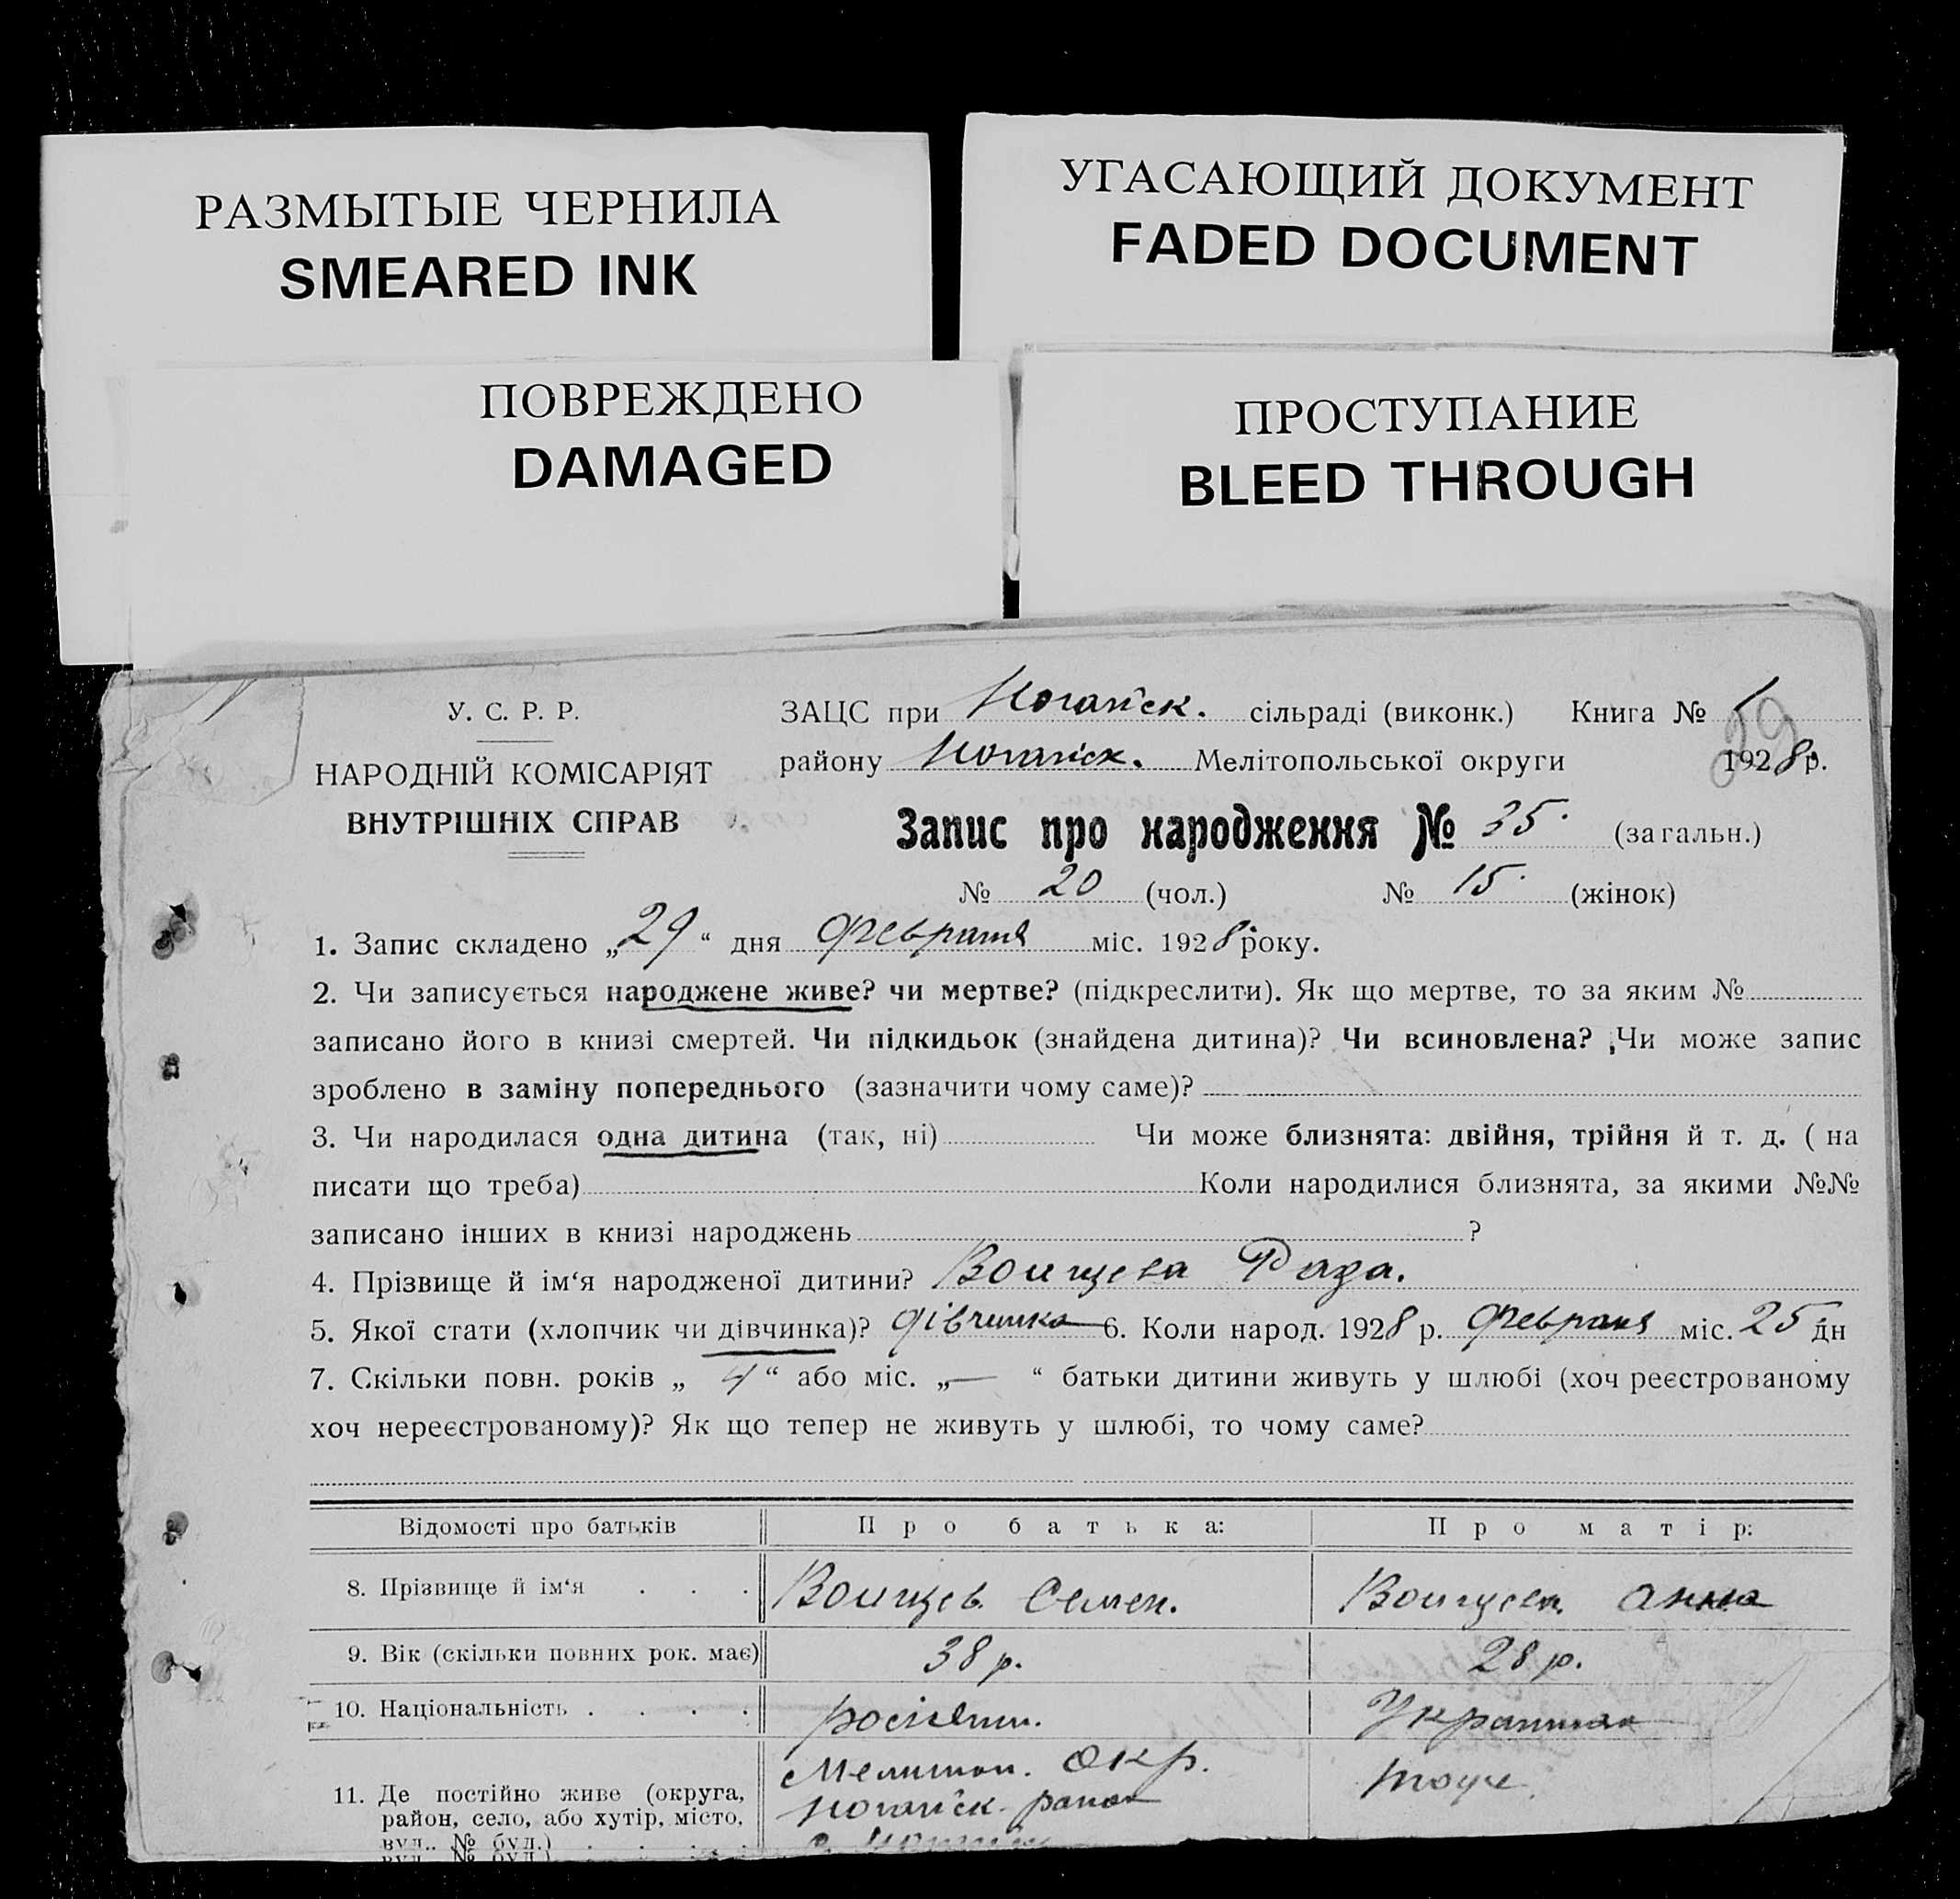 РАЗМЫТЫЕ ЧЕРНИЛА
SMEARED INK
УГАСАЮЩИЙ ДОКУМЕНТ
FADED DOCUMENT
ПОВРЕЖДЕНО
DAMAGED
ПРОСТУПАНИЕ
BLEED THROUGH
У. С. Р. Р.
НАРОДНІЙ КОМІСАРІЯТ
ВНУТРІШНІХ СПРАВ
ЗАЦС при Ногайск. сільраді (виконк.) Книга № 1
району Ногайск. Мелітопольської округи 1928 р.
Запис про народження № 35. (загальн.)
№ 20 (чол.) № 15. (жінок)
1. Запис складено „29“ дня Февраля міс. 1928 року.
2. Чи записується народжене живе? чи мертве? (підкреслити). Як що мертве, то за яким №
записано його в книзі смертей. Чи підкидьок (знайдена дитина)? Чи всиновлена? Чи може запис
зроблено в заміну попереднього (зазначити чому саме)?
3. Чи народилася одна дитина (так, ні) Чи може близнята: двійня, трійня й т. д. ( на
писати що треба) Коли народилися близнята, за якими №№
записано інших в книзі народжень ?
4. Прізвище й ім‘я народженої дитини?
5. Якої стати (хлопчик чи дівчинка)? дівчинка 6. Коли народ. 1928 р. Февраля міс. 25 дн
7. Скільки повн. років „ 4 “ або міс. „ — “ батьки дитини живуть у шлюбі (хоч реєстрованому
хоч нереєстрованому)? Як що тепер не живуть у шлюбі, то чому саме?
Відомості про батьків Про батька: Про матір:
8. Прізвище й ім‘я . . . Семен. Анна
9. Вік (скільки повних рок. має) 38 р. 28 р.
10. Національність . . . . Украинка
Мелитоп. Окр. тоже
11. Де постійно живе (округа,
район, село, або хутір, місто, Ногайск. район
вул., № буд.) . . .